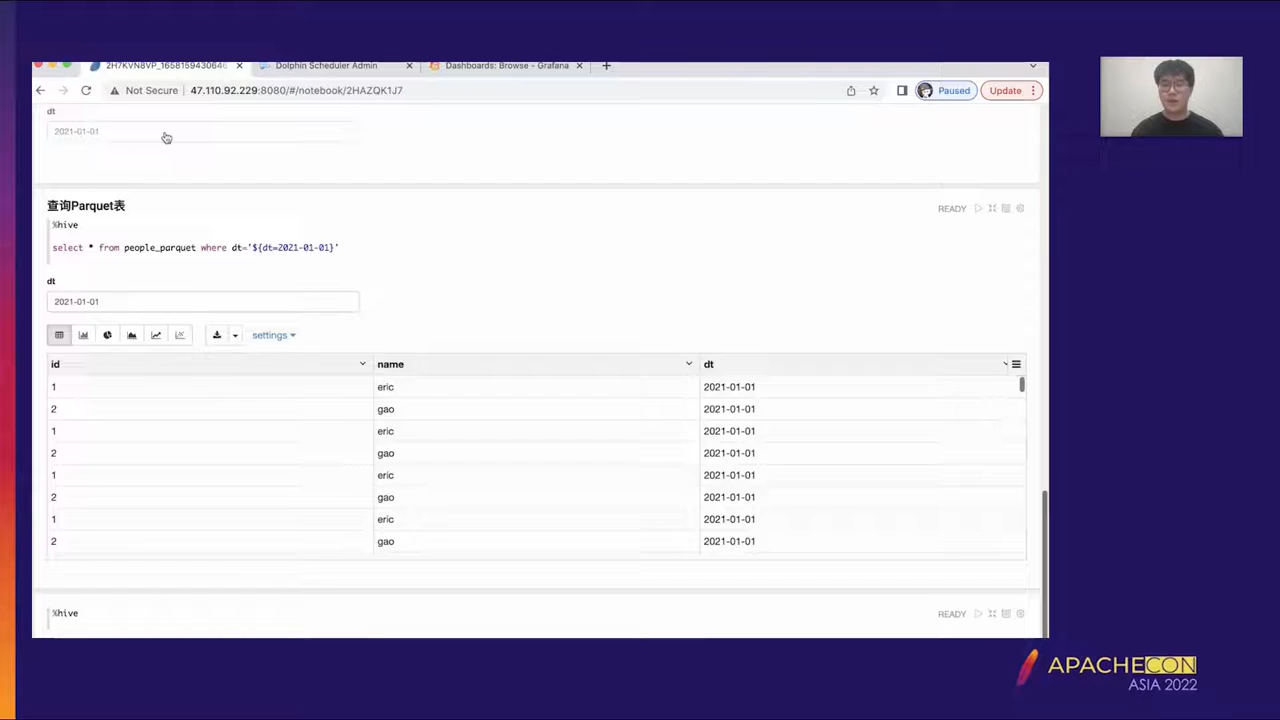 2H7KVN8VP_1658159430646
Dolphin Scheduler Admin
Dashboards: Browse - Grafana
Not Secure
47.110.92.229:8080/#/notebook/2HAZQK1J7
Paused
Update
dt
2021-01-01
查询Parquet表
READY
%hive
select * from people_parquet where dt='${dt=2021-01-01}'
dt
2021-01-01
settings
id name dt
1 eric 2021-01-01
2 gao 2021-01-01
1 eric 2021-01-01
2 gao 2021-01-01
1 eric 2021-01-01
2 gao 2021-01-01
1 eric 2021-01-01
2 gao 2021-01-01
%hive
READY
APACHECON
ASIA 2022